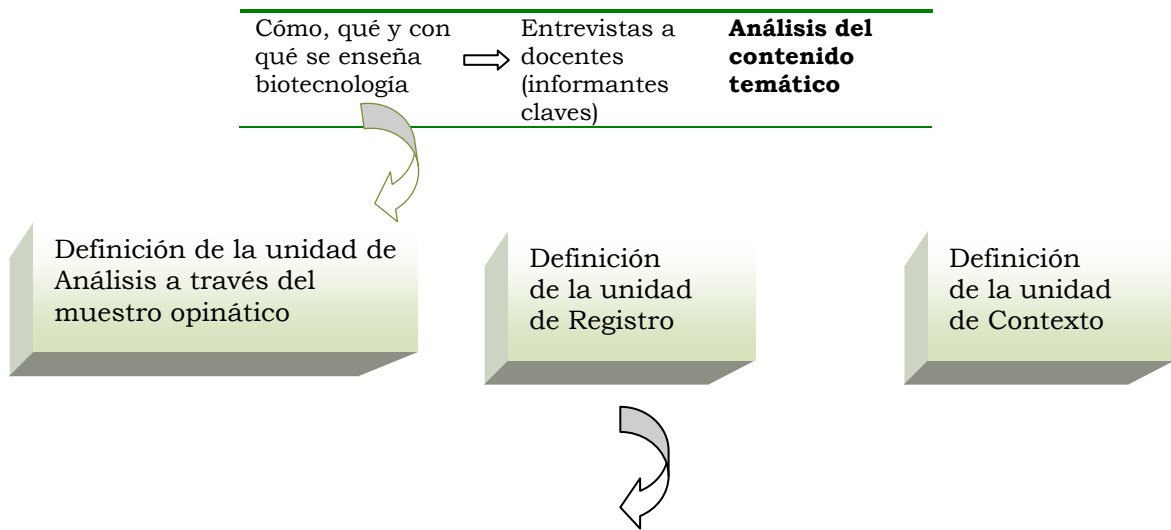 Cómo, qué y con
qué se enseña
biotecnología
Entrevistas a
docentes
(informantes
claves)
Análisis del
contenido
temático
Definición de la unidad de
Análisis a través del
muestro opinático
Definición
de la unidad
de Registro
Definición
de la unidad
de Contexto